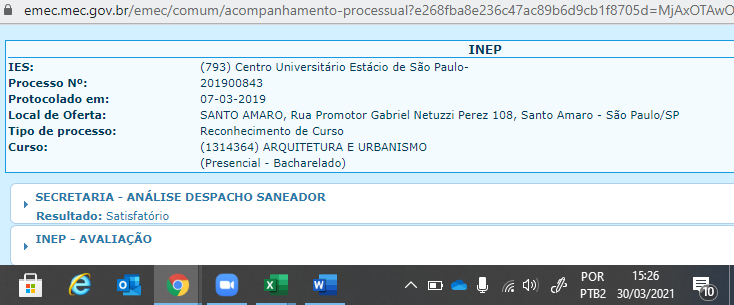 emec.mec.gov.br/emec/comum/acompanhamento-processual?e268fba8e236c47ac89b6d9cb1f8705d=MjAxOTAwO
INEP
IES: (793) Centro Universitário Estácio de São Paulo-
Processo Nº: 201900843
Protocolado em: 07-03-2019
Local de Oferta: SANTO AMARO, Rua Promotor Gabriel Netuzzi Perez 108, Santo Amaro - São Paulo/SP
Tipo de processo: Reconhecimento de Curso
Curso: (1314364) ARQUITETURA E URBANISMO
(Presencial - Bacharelado)
SECRETARIA - ANÁLISE DESPACHO SANEADOR
Resultado: Satisfatório
INEP - AVALIAÇÃO
POR 15:26
PTB2 30/03/2021
10